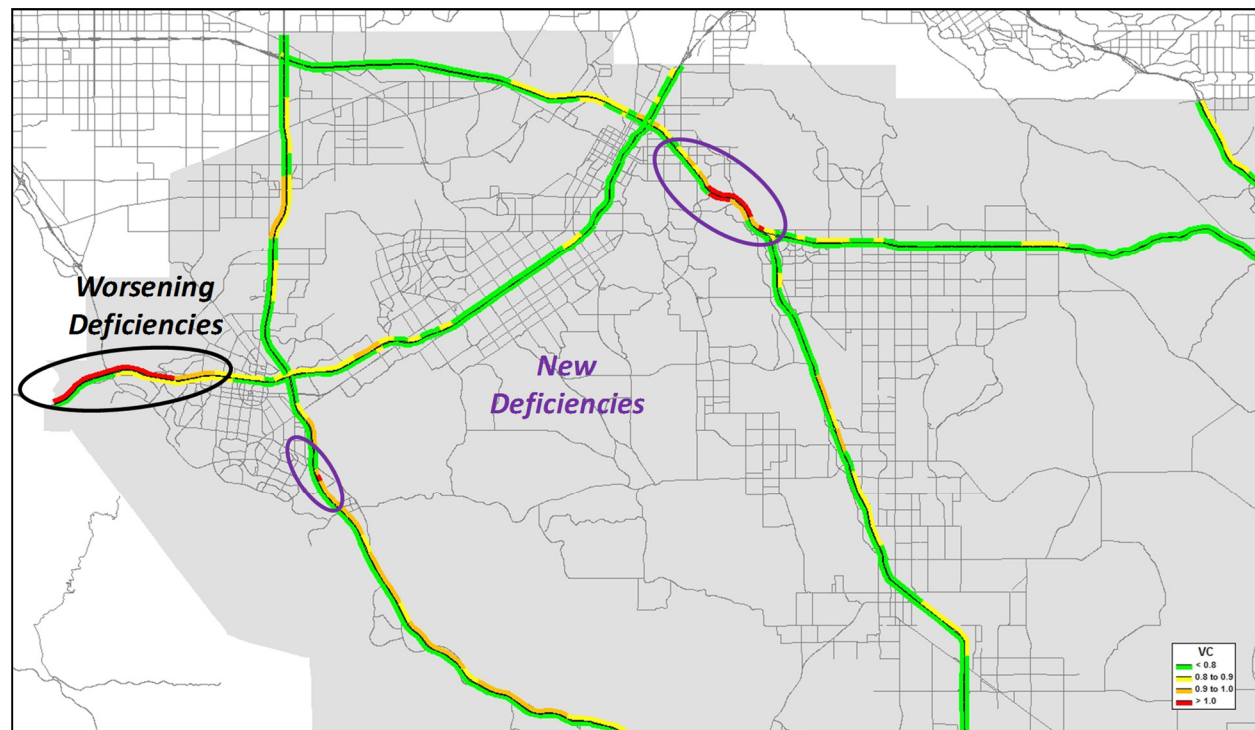 Worsening
Deficiencies
New
Deficiencies
VC
< 0.8
0.8 to 0.9
0.9 to 1.0
> 1.0